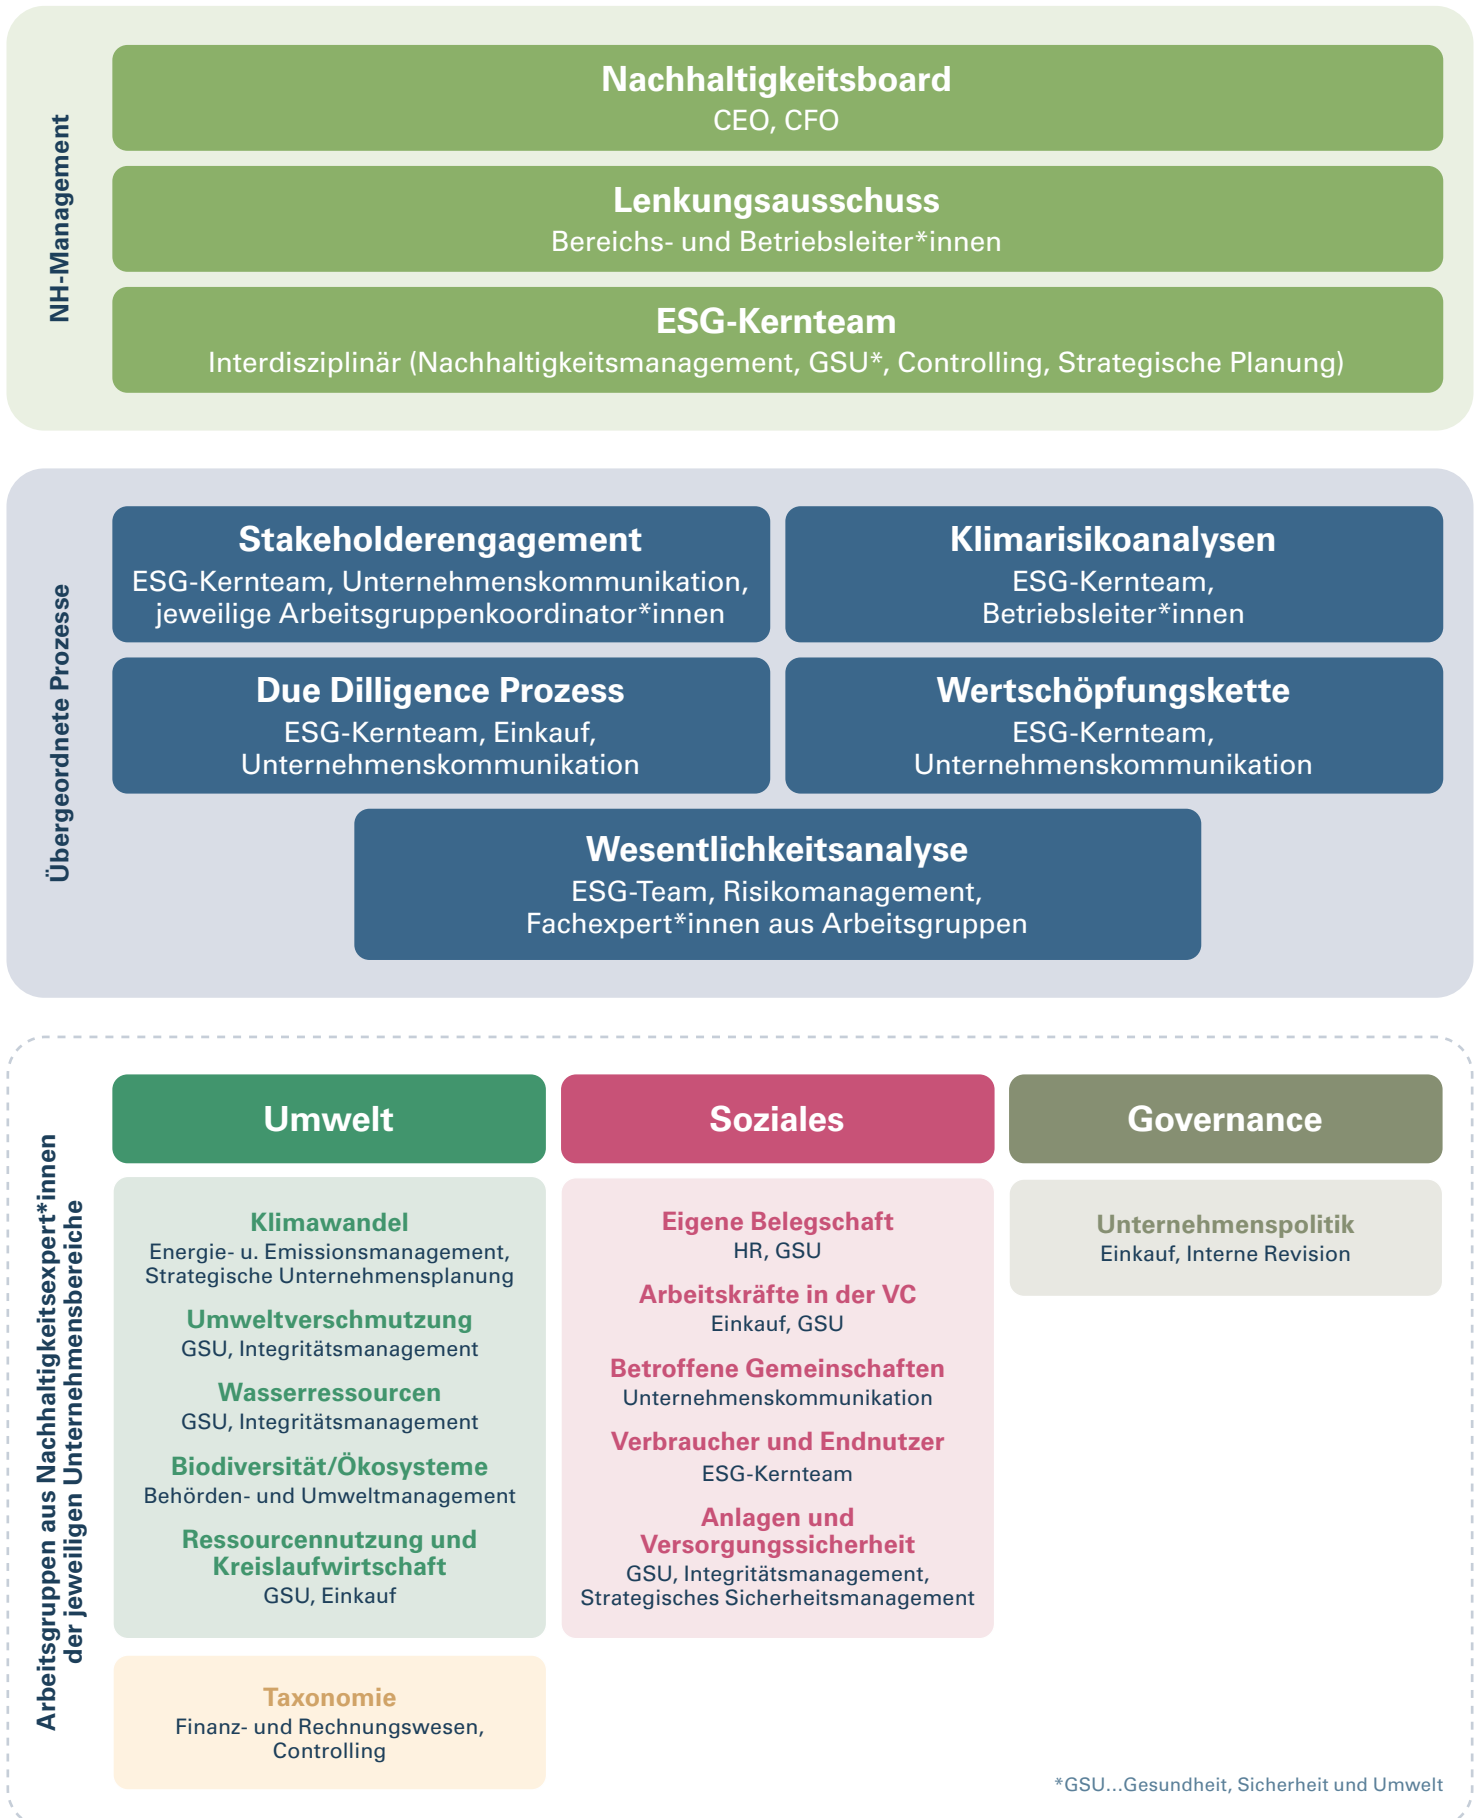 NH-Management
Nachhaltigkeitsboard
CEO, CFO
Lenkungsausschuss
Bereichs- und Betriebsleiter*innen
ESG-Kernteam
Interdisziplinär (Nachhaltigkeitsmanagement, GSU*, Controlling, Strategische Planung)
Übergeordnete Prozesse
Stakeholderengagement
ESG-Kernteam, Unternehmenskommunikation,
jeweilige Arbeitsgruppenkoordinator*innen
Klimarisikoanalysen
ESG-Kernteam,
Betriebsleiter*innen
Due Dilligence Prozess
ESG-Kernteam, Einkauf,
Unternehmenskommunikation
Wertschöpfungskette
ESG-Kernteam,
Unternehmenskommunikation
Wesentlichkeitsanalyse
ESG-Team, Risikomanagement,
Fachexpert*innen aus Arbeitsgruppen
Arbeitsgruppen aus Nachhaltigkeitsexpert*innen
der jeweiligen Unternehmensbereiche
Umwelt
Klimawandel
Energie- u. Emissionsmanagement,
Strategische Unternehmensplanung
Umweltverschmutzung
GSU, Integritätsmanagement
Wasserressourcen
GSU, Integritätsmanagement
Biodiversität/Ökosysteme
Behörden- und Umweltmanagement
Ressourcennutzung und
Kreislaufwirtschaft
GSU, Einkauf
Taxonomie
Finanz- und Rechnungswesen,
Controlling
Soziales
Eigene Belegschaft
HR, GSU
Arbeitskräfte in der VC
Einkauf, GSU
Betroffene Gemeinschaften
Unternehmenskommunikation
Verbraucher und Endnutzer
ESG-Kernteam
Anlagen und
Versorgungssicherheit
GSU, Integritätsmanagement,
Strategisches Sicherheitsmanagement
Governance
Unternehmenspolitik
Einkauf, Interne Revision
*GSU...Gesundheit, Sicherheit und Umwelt